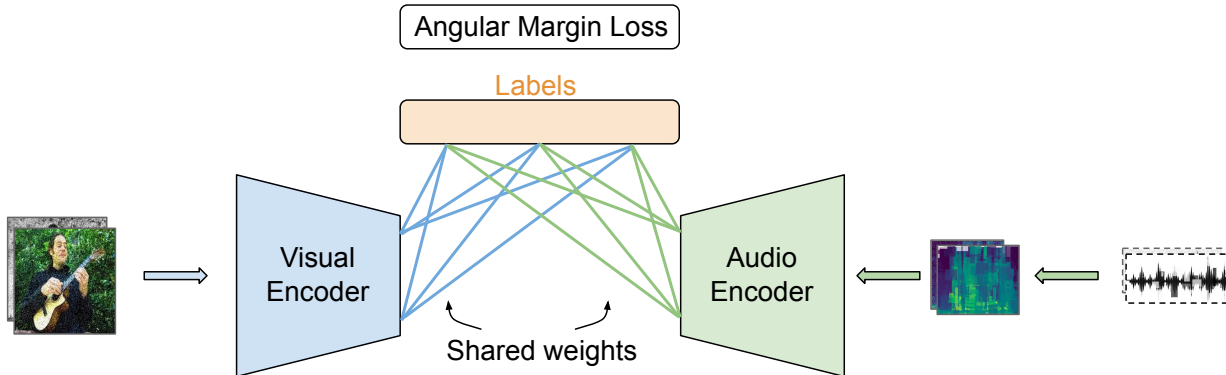 Angular Margin Loss
Labels
Visual
Encoder
Audio
Encoder
Shared weights